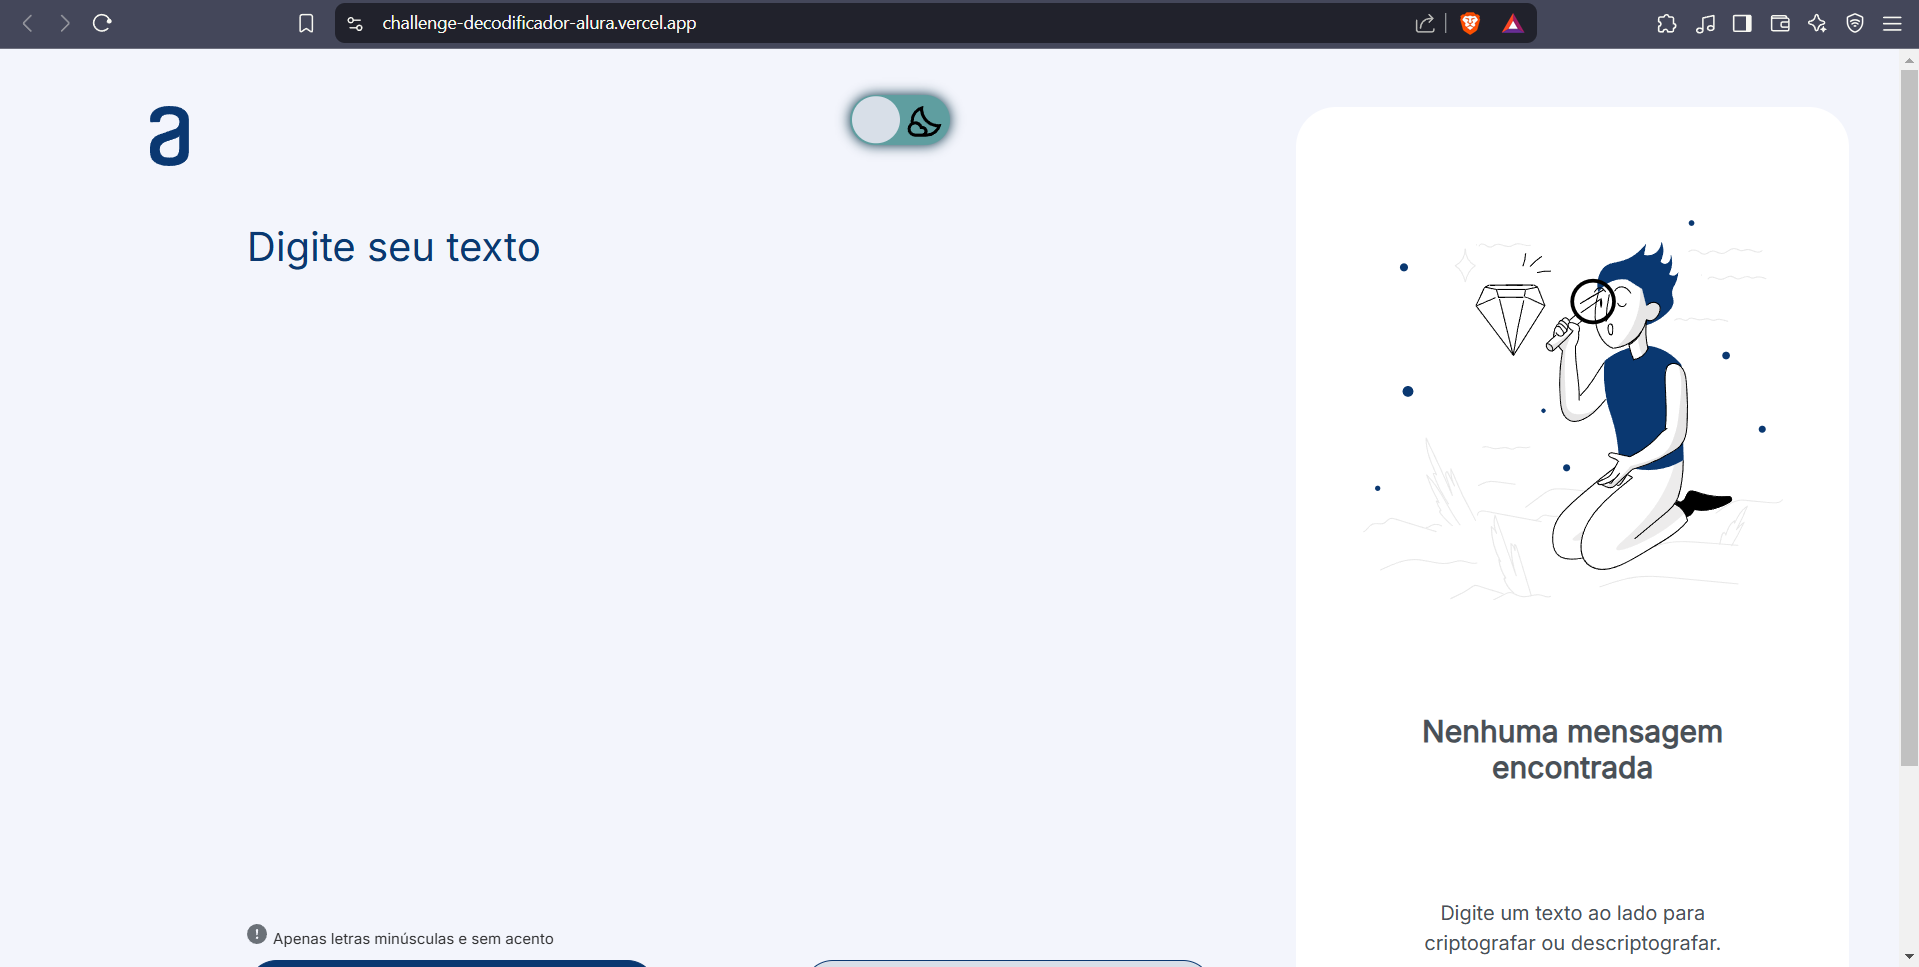 challenge-decodificador-alura.vercel.app
a
Digite seu texto
Nenhuma mensagem
encontrada
Digite um texto ao lado para
criptografar ou descriptografar.
Apenas letras minúsculas e sem acento